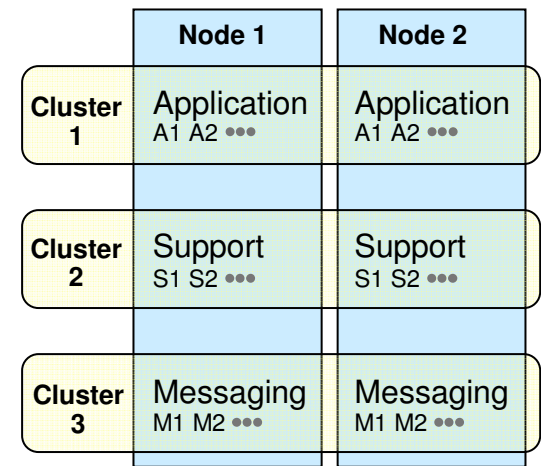 Node 1 Node 2
Cluster 1 Application Application
A1 A2 ••• A1 A2 •••
Cluster 2 Support Support
S1 S2 ••• S1 S2 •••
Cluster 3 Messaging Messaging
M1 M2 ••• M1 M2 •••